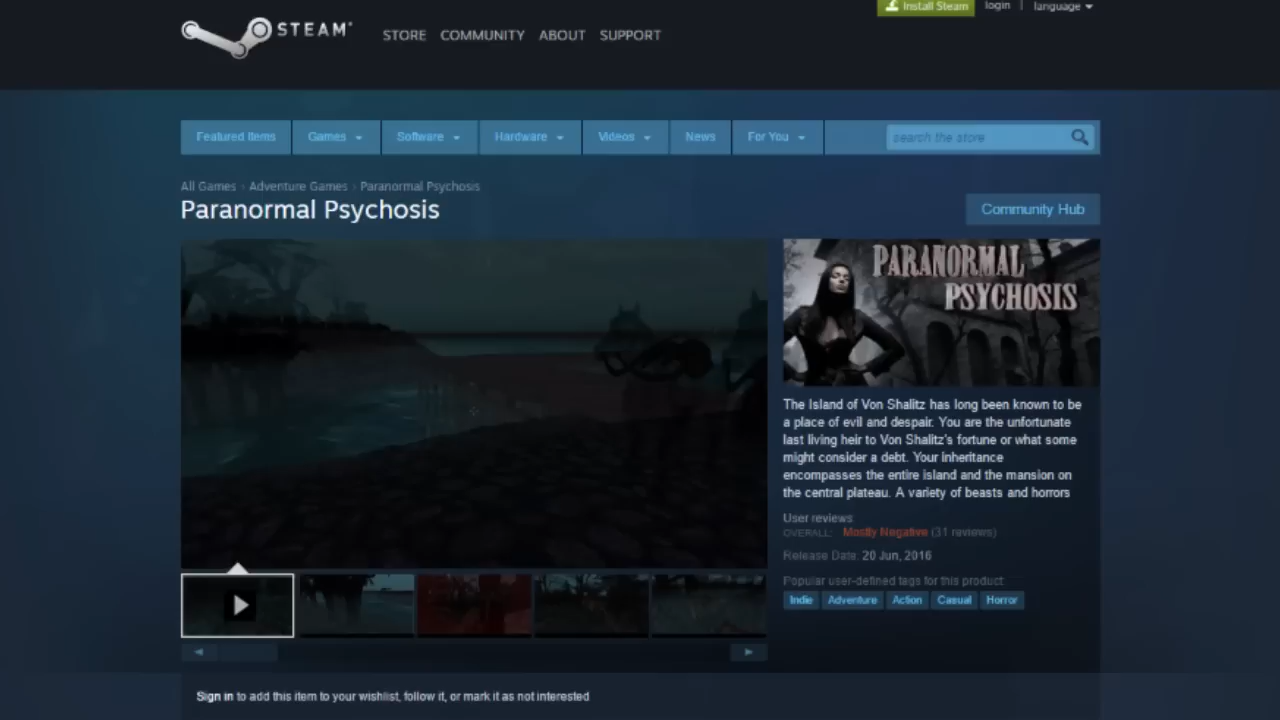 Install Steam login | language
STEAM®
STORE COMMUNITY ABOUT SUPPORT
Featured Items Games Software Hardware Videos News For You search the store
All Games › Adventure Games › Paranormal Psychosis
Paranormal Psychosis
Community Hub
PARANORMAL
PSYCHOSIS
The Island of Von Shalitz has long been known to be
a place of evil and despair. You are the unfortunate
last living heir to Von Shalitz's fortune or what some
might consider a debt. Your inheritance
encompasses the entire island and the mansion on
the central plateau. A variety of beasts and horrors
User reviews:
OVERALL: Mostly Negative (31 reviews)
Release Date: 20 Jun, 2016
Popular user-defined tags for this product:
Indie Adventure Action Casual Horror
Sign in to add this item to your wishlist, follow it, or mark it as not interested